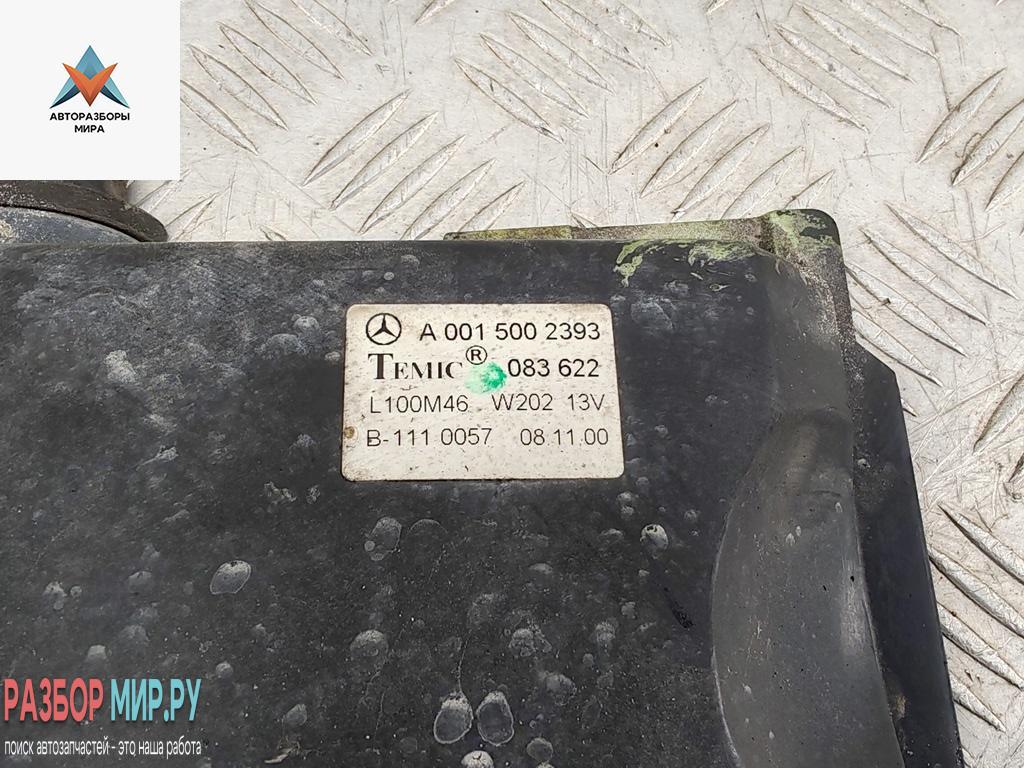 АВТОРАЗБОРЫ
МИРА
A 001 500 2393
TEMIC® 083 622
L100M46 W202 13V
B-111 0057 08.11.00
РАЗБОР МИР.РУ
поиск автозапчастей - это наша работа